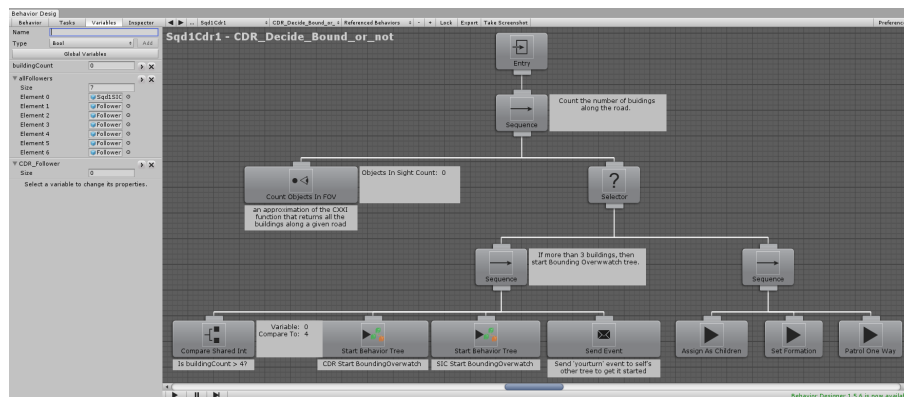 Behavior Desig
Behavior Tasks Variables Inspector
Name
Type Bool Add
Global Variables
buildingCount 0
allFollowers
Size 7
Element 0 Sqd1SIC
Element 1 Follower
Element 2 Follower
Element 3 Follower
Element 4 Follower
Element 5 Follower
Element 6 Follower
CDR_Follower
Size 0
Select a variable to change its properties.
... Sqd1Cdr1 CDR_Decide_Bound_or_ Referenced Behaviors - + Lock Export Take Screenshot Preference
Sqd1Cdr1 - CDR_Decide_Bound_or_not
Entry
Sequence
Count the number of buidings
along the road.
Count Objects In FOV
Objects In Sight Count: 0
an approximation of the CXXI
function that returns all the
buildings along a given road
Selector
Sequence
If more than 3 buildings, then
start Bounding Overwwatch tree.
Sequence
Compare Shared Int
Variable: 0
Compare To: 4
Is buildingCount > 4?
Start Behavior Tree
CDR Start BoundingOverwatch
Start Behavior Tree
SIC Start BoundingOverwatch
Send Event
Send 'yourturn' event to self's
other tree to get it started
Assign As Children
Set Formation
Patrol One Way
Behavior Designer 1.5.6 is now availab